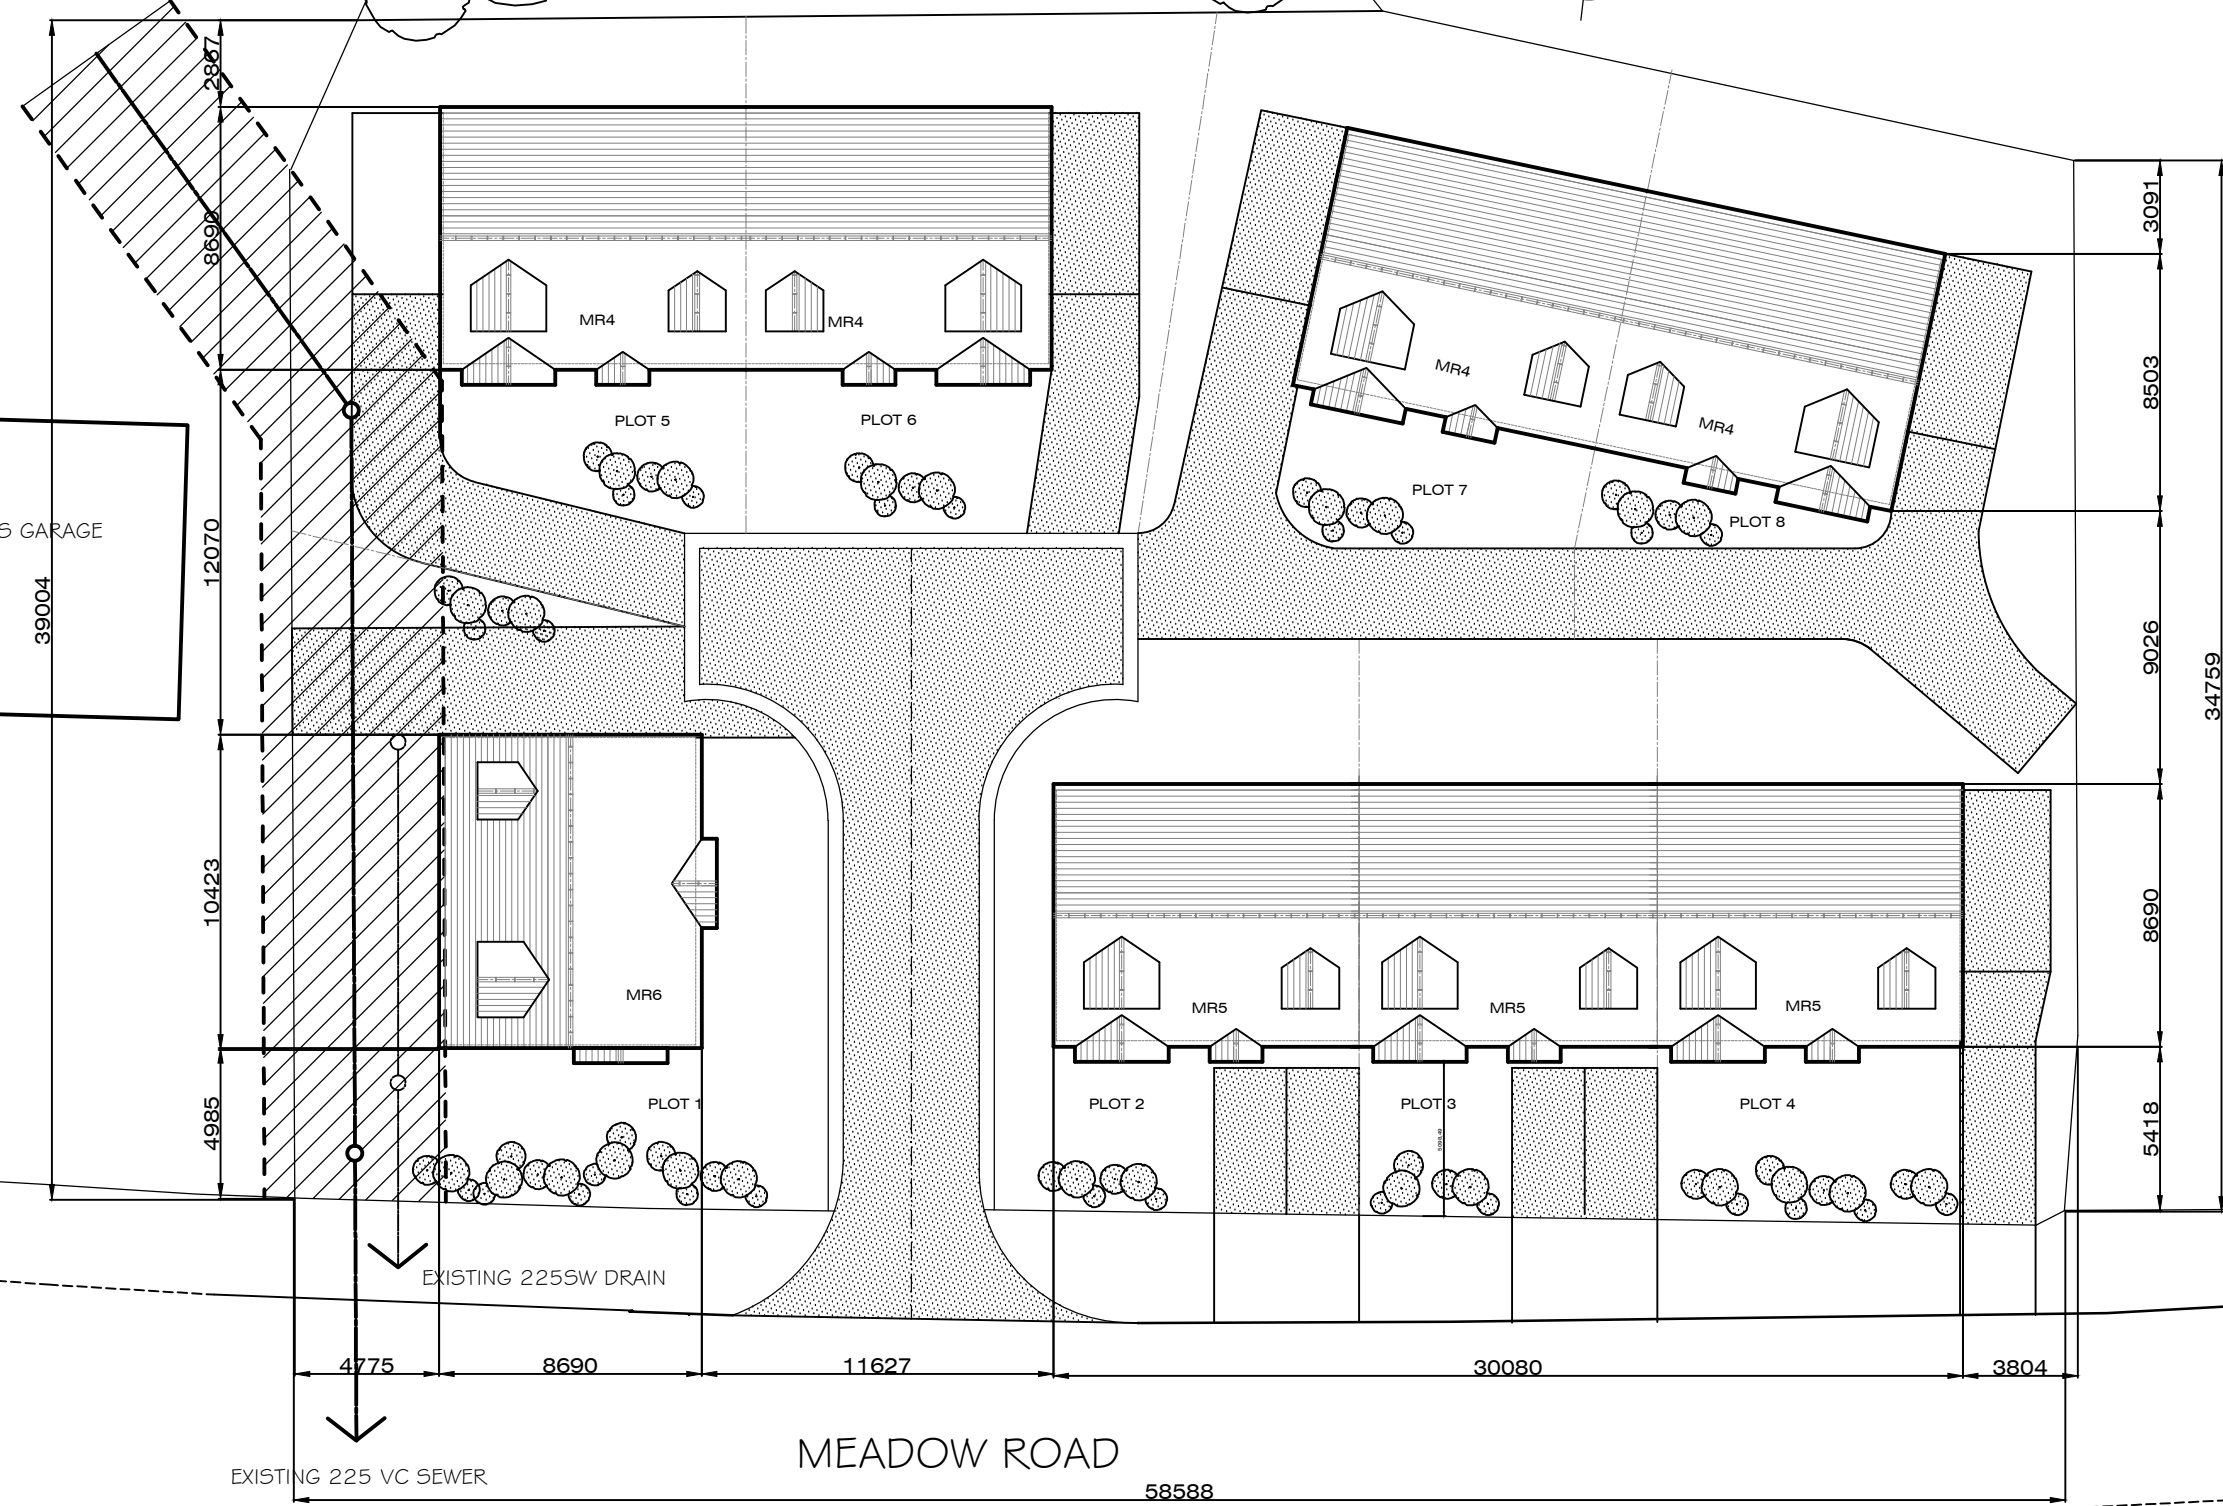 2867
3091
8690
MR4
MR4
MR4
MR4
8503
PLOT 5
PLOT 6
PLOT 7
PLOT 8
S GARAGE
12070
39004
9026
34759
10423
8690
MR6
MR5
MR5
MR5
PLOT 1
PLOT 2
PLOT 3
PLOT 4
4985
5418
EXISTING 225SW DRAIN
4775
8690
11627
30080
3804
MEADOW ROAD
EXISTING 225 VC SEWER
58588